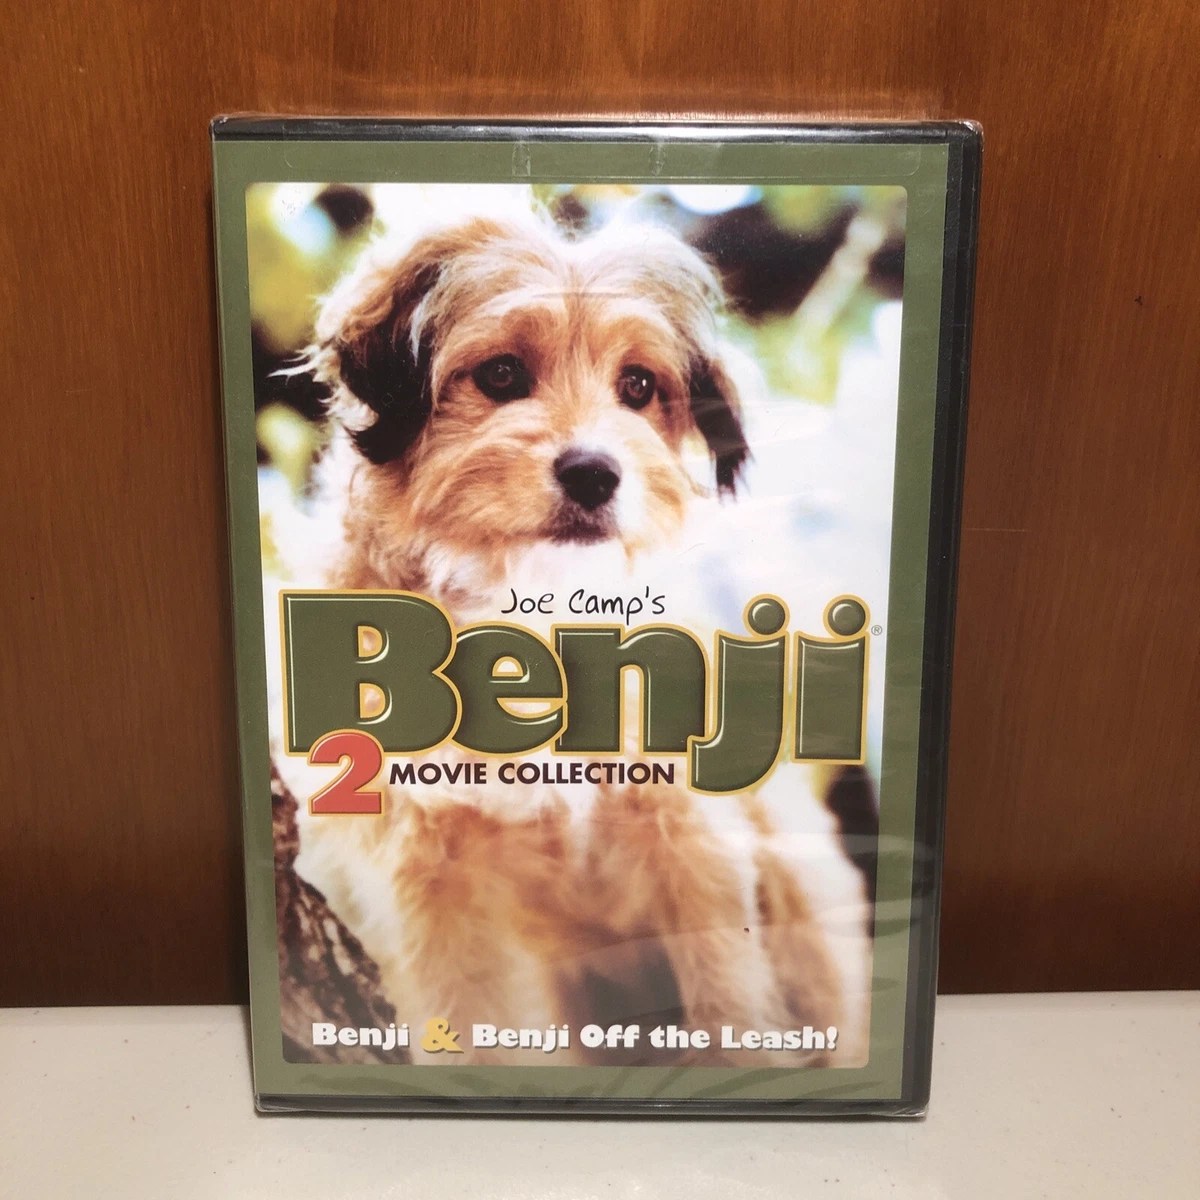 Joe Camp's
Benji®
2 MOVIE COLLECTION
Benji & Benji Off the Leash!